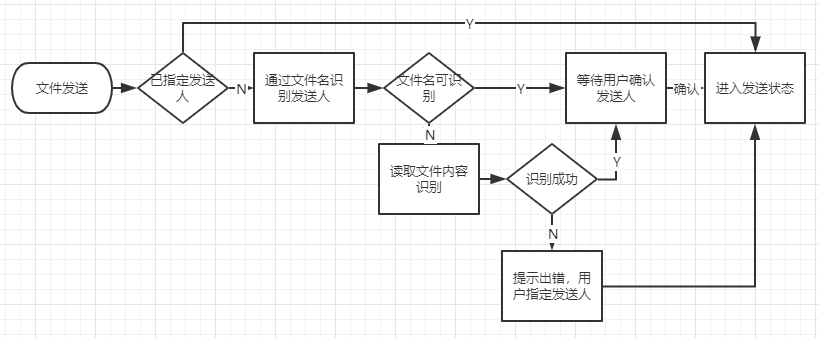 Y
文件发送
已指定发送
人
N
通过文件名识
别发送人
文件名可识
别
Y
等待用户确认
发送人
确认
进入发送状态
N
读取文件内容
识别
识别成功
Y
N
提示出错，用
户指定发送人